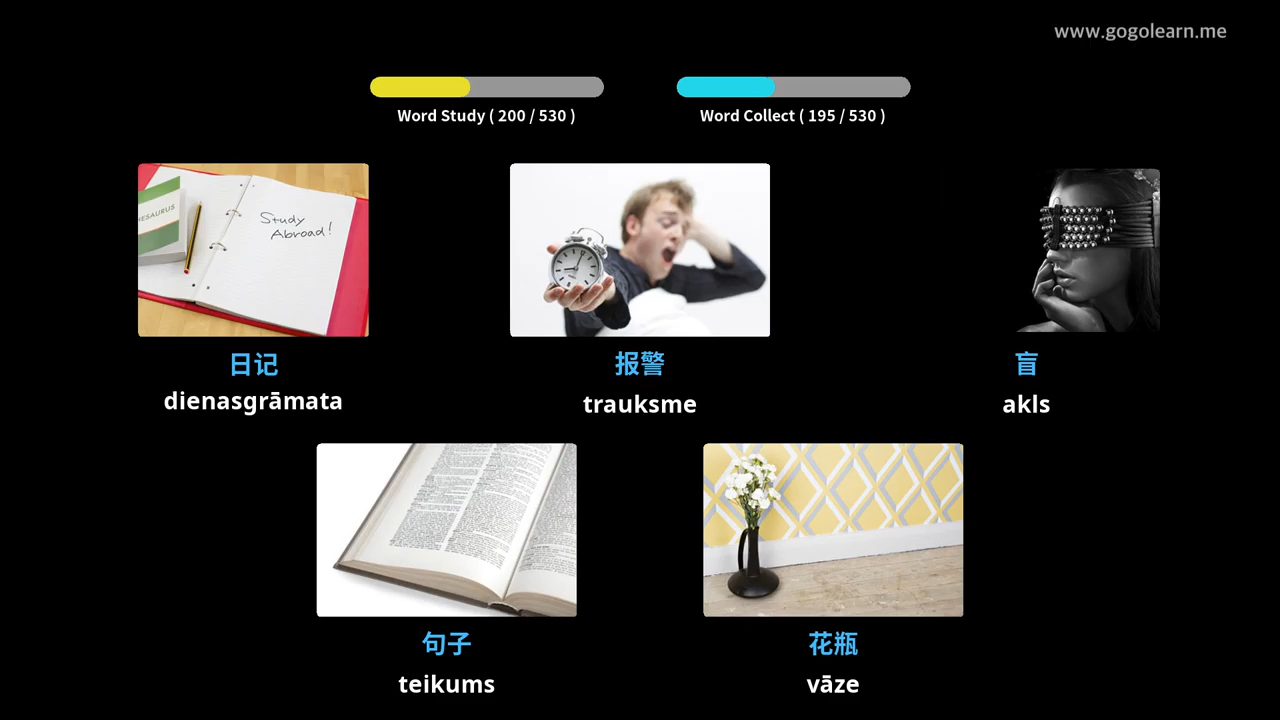 www.gogolearn.me
Word Study ( 200 / 530 )
Word Collect ( 195 / 530 )
HESAURUS
Study
Abroad!
日记
dienasgrāmata
报警
trauksme
盲
akls
句子
teikums
花瓶
vāze